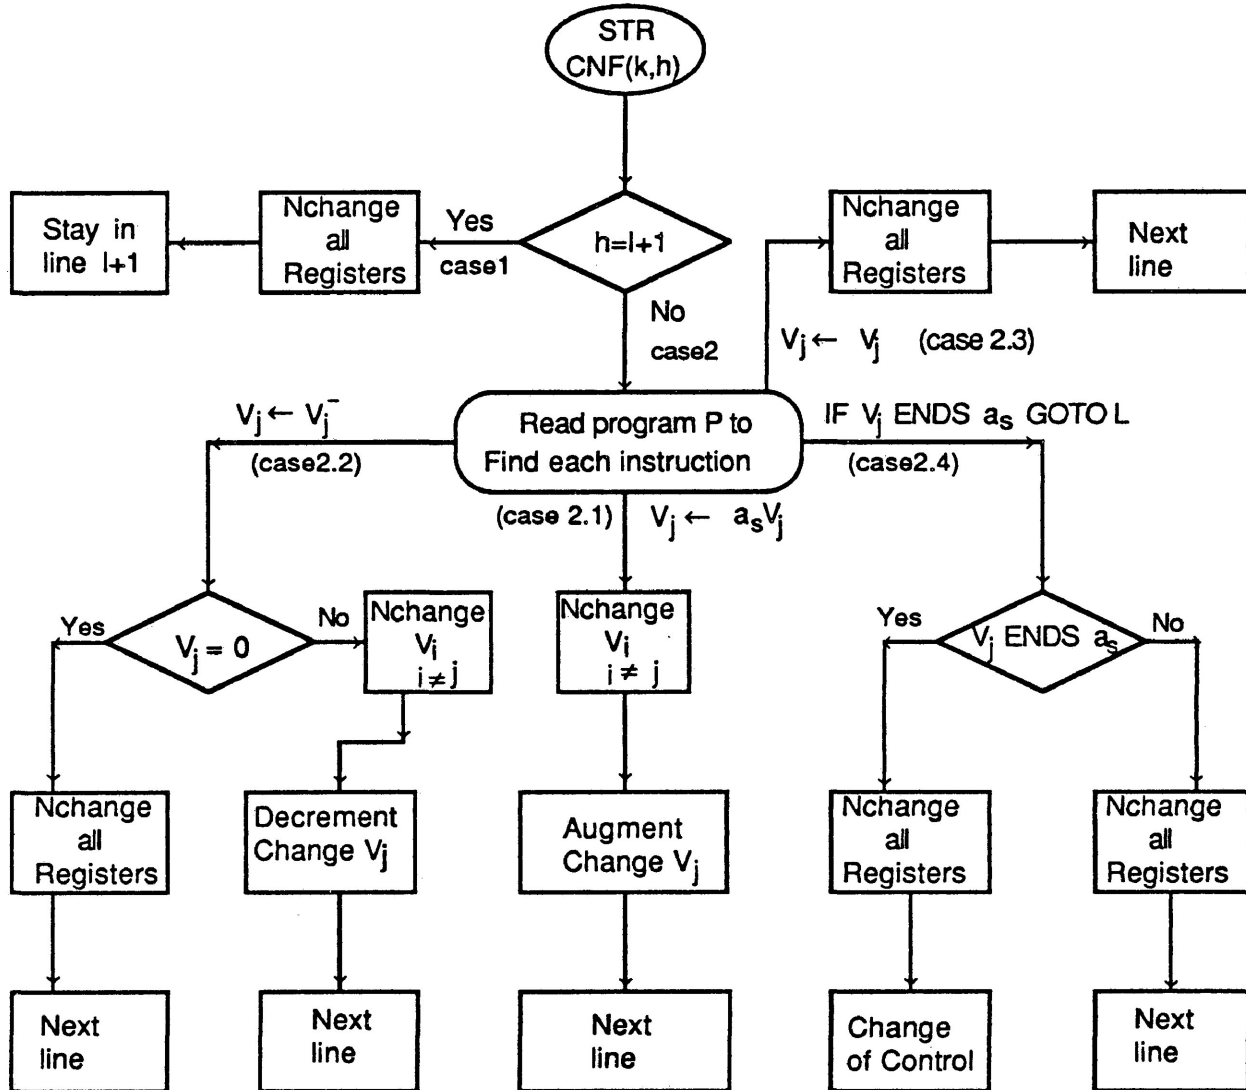 STR
CNF(k,h)
Stay in
line l+1
Nchange
all
Registers
Yes
case1
h=l+1
Nchange
all
Registers
Next
line
No
case2
Vj ← Vj (case 2.3)
Vj ← Vj⁻
(case2.2)
Read program P to
Find each instruction
IF Vj ENDS as GOTO L
(case2.4)
(case 2.1)
Vj ← asVj
Yes
Vj = 0
No
Nchange
Vi
i ≠ j
Nchange
Vi
i ≠ j
Yes
Vj ENDS as
No
Nchange
all
Registers
Decrement
Change Vj
Augment
Change Vj
Nchange
all
Registers
Nchange
all
Registers
Next
line
Next
line
Next
line
Change
of Control
Next
line